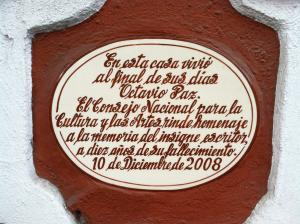 En esta casa vivió
al final de sus dias
Octavio Paz.
El Consejo Nacional para la
Cultura y las Artes rinde homenaje
a la memoria del insigne escritor,
a diez años de su fallecimiento.
10 de Diciembre de 2008